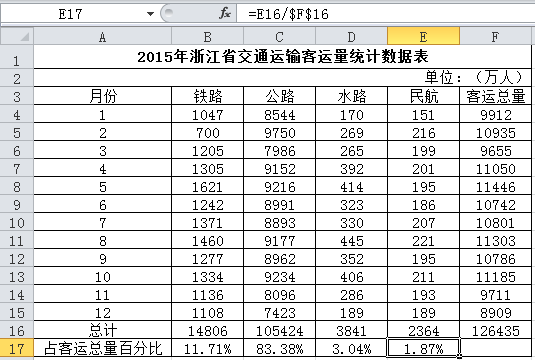 E17 fx =E16/$F$16
A B C D E F
1 2015年浙江省交通运输客运量统计数据表
2 单位：（万人）
3 月份 铁路 公路 水路 民航 客运总量
4 1 1047 8544 170 151 9912
5 2 700 9750 269 216 10935
6 3 1205 7986 265 199 9655
7 4 1305 9152 392 201 11050
8 5 1621 9216 414 195 11446
9 6 1242 8991 323 186 10742
10 7 1371 8893 330 207 10801
11 8 1460 9177 445 221 11303
12 9 1277 8962 352 195 10786
13 10 1334 9234 406 211 11185
14 11 1136 8096 286 193 9711
15 12 1108 7423 189 189 8909
16 总计 14806 105424 3841 2364 126435
17 占客运总量百分比 11.71% 83.38% 3.04% 1.87%